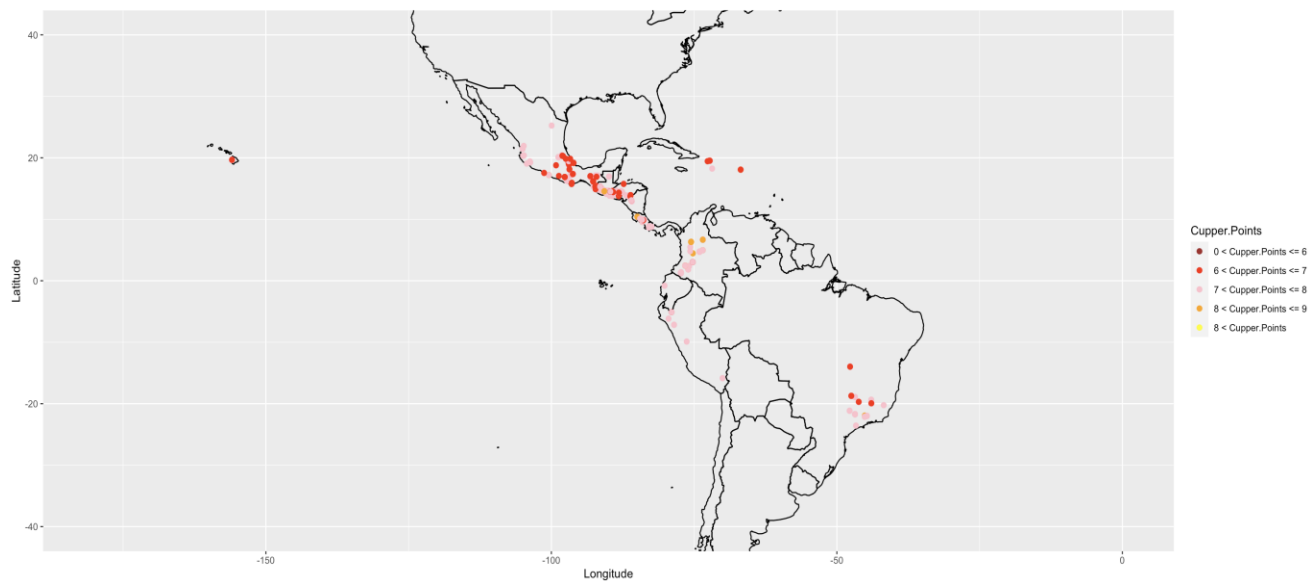 40-
20-
0-
-20-
-40-
Latitude
-150
-100
-50
0
Longitude
Cupper.Points
0 < Cupper.Points <= 6
6 < Cupper.Points <= 7
7 < Cupper.Points <= 8
8 < Cupper.Points <= 9
8 < Cupper.Points